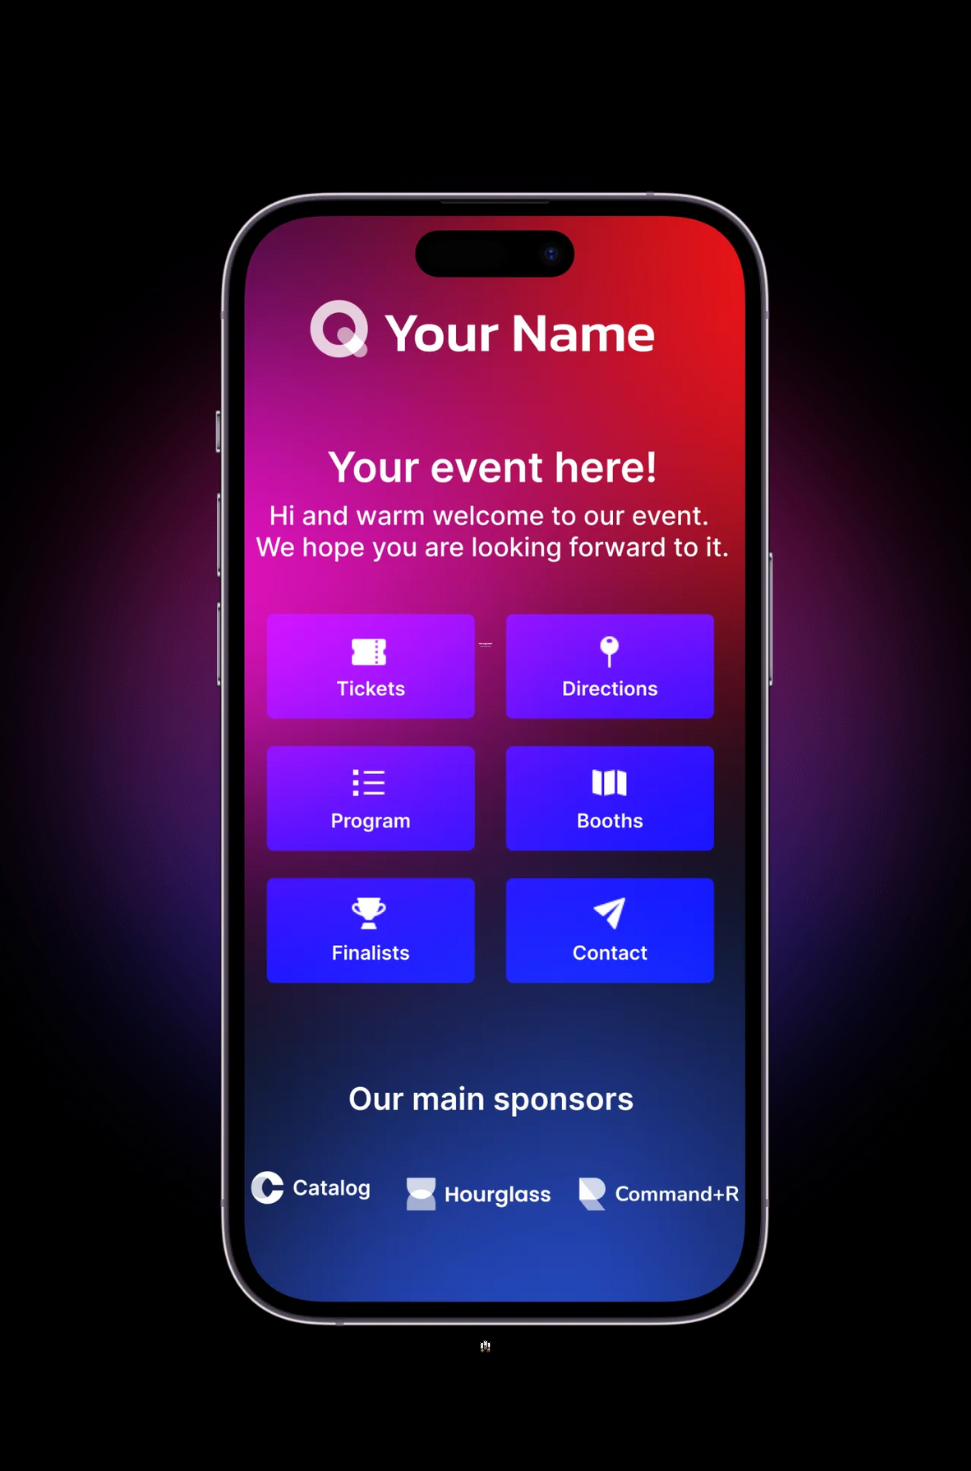 Your Name
Your event here!
Hi and warm welcome to our event.
We hope you are looking forward to it.
Tickets
Directions
Program
Booths
Finalists
Contact
Our main sponsors
Catalog
Hourglass
Command+R